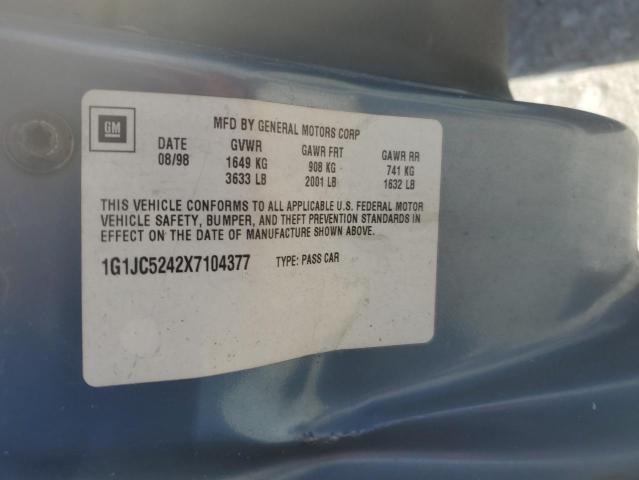 GM
MFD BY GENERAL MOTORS CORP
DATE GVWR GAWR FRT GAWR RR
08/98 1649 KG 908 KG 741 KG
3633 LB 2001 LB 1632 LB
THIS VEHICLE CONFORMS TO ALL APPLICABLE U.S. FEDERAL MOTOR
VEHICLE SAFETY, BUMPER, AND THEFT PREVENTION STANDARDS IN
EFFECT ON THE DATE OF MANUFACTURE SHOWN ABOVE.
1G1JC5242X7104377 TYPE: PASS CAR